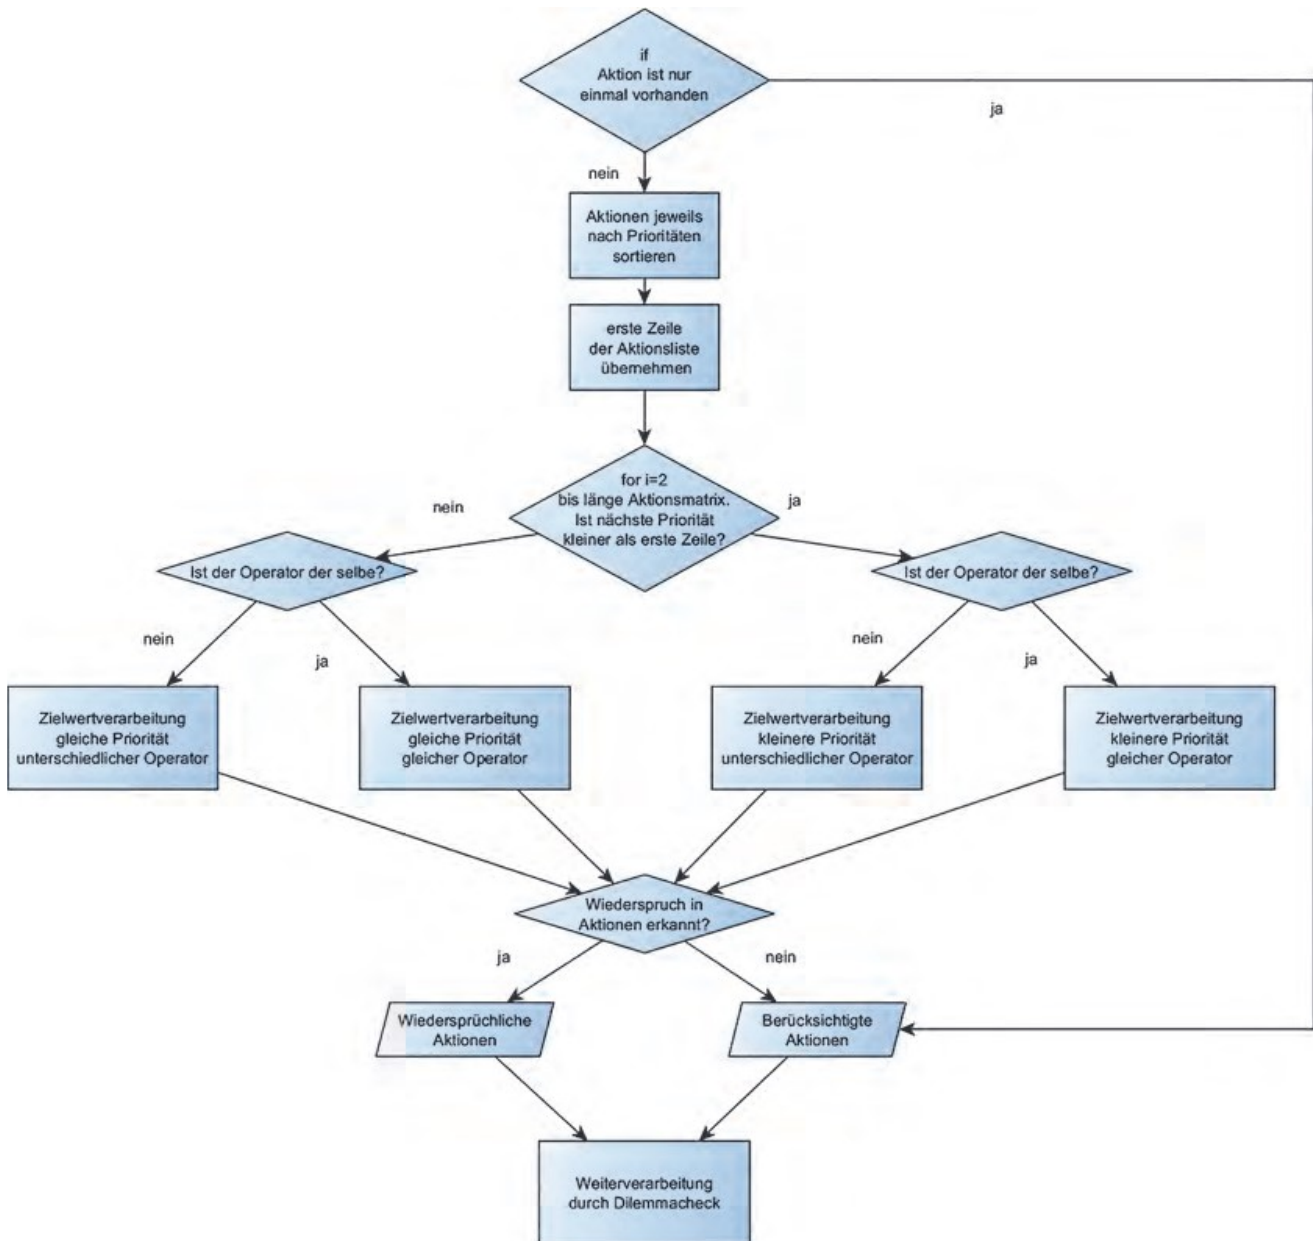 if
Aktion ist nur
einmal vorhanden
ja
nein
Aktionen jeweils
nach Prioritäten
sortieren
erste Zeile
der Aktionsliste
übernehmen
for i=2
bis länge Aktionsmatrix.
Ist nächste Priorität
kleiner als erste Zeile?
nein
ja
Ist der Operator der selbe?
Ist der Operator der selbe?
nein
ja
nein
ja
Zielwertverarbeitung
gleiche Priorität
unterschiedlicher Operator
Zielwertverarbeitung
gleiche Priorität
gleicher Operator
Zielwertverarbeitung
kleinere Priorität
unterschiedlicher Operator
Zielwertverarbeitung
kleinere Priorität
gleicher Operator
Wiederspruch in
Aktionen erkannt?
ja
nein
Wiedersprüchliche
Aktionen
Berücksichtigte
Aktionen
Weiterverarbeitung
durch Dilemmacheck